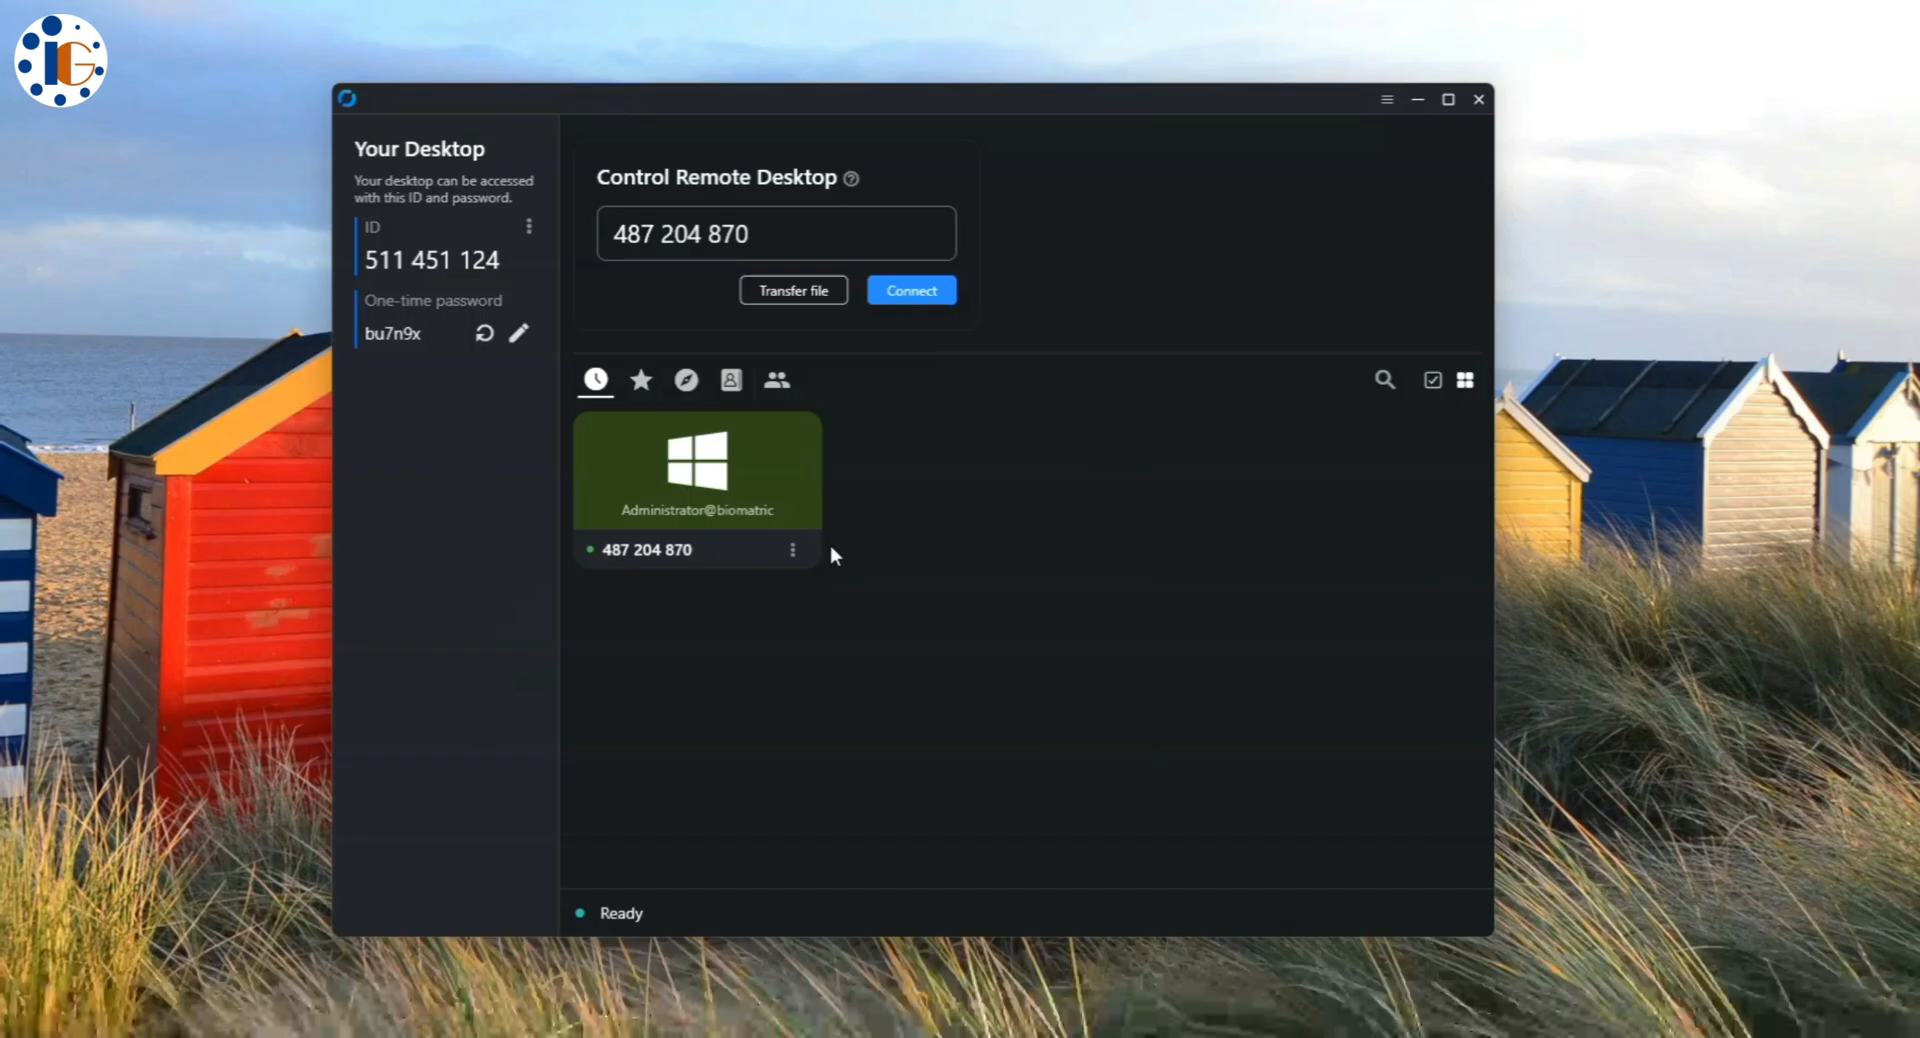 IG
Your Desktop
Your desktop can be accessed
with this ID and password.
ID
511 451 124
One-time password
bu7n9x
Control Remote Desktop
487 204 870
Transfer file
Connect
Administrator@biomatric
487 204 870
Ready